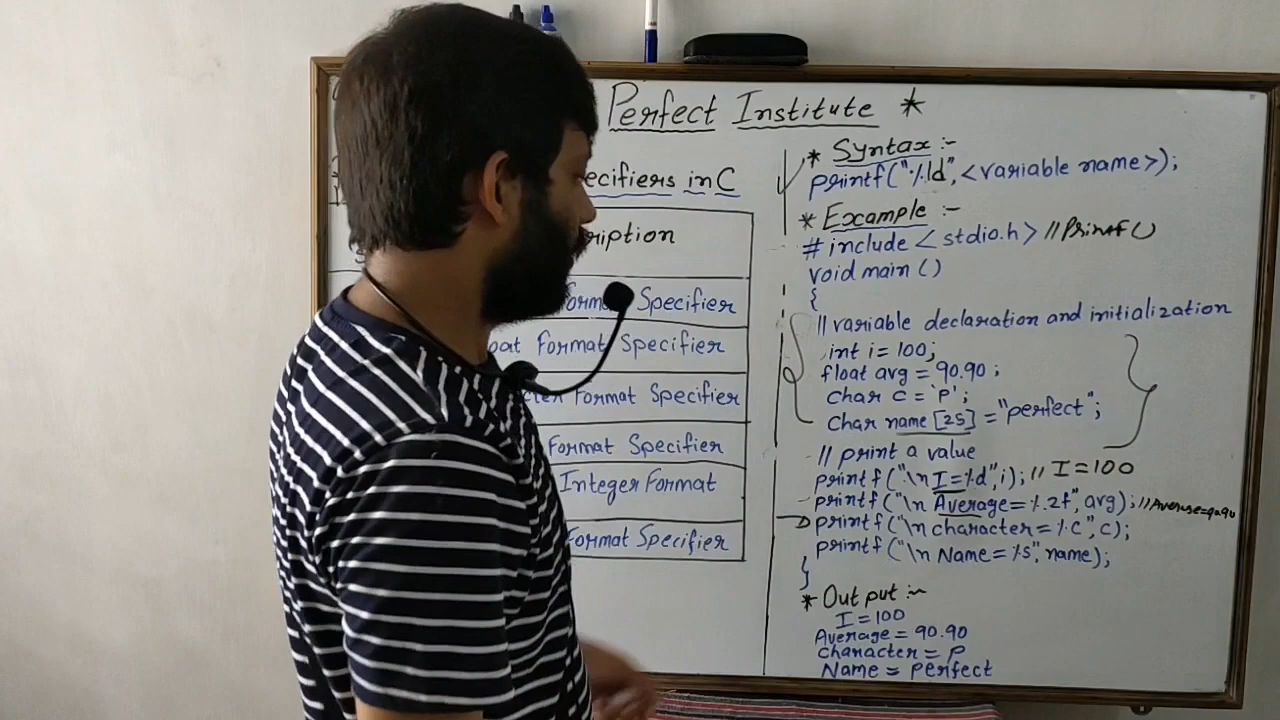 Perfect Institute *
ecifiers in C
ription
Format Specifier
oat Format Specifier
cter Format Specifier
Format Specifier
Integer Format
Format Specifier
* Syntax :-
printf("%d", <variable name>);
* Example :-
# include < stdio.h > // Printf ()
void main ()
{
// variable declaration and initialization
int i = 100;
float avg = 90.90 ;
char c = 'P' ;
char name [25] = "perfect";
// print a value
printf ("\n I=%d", i); // I = 100
printf ("\n Average= %.2f", avg); // Average=90.90
printf ("\n character = %c", c);
printf ("\n Name = %s", name);
}
* Output :-
I = 100
Average = 90.90
character = P
Name = perfect